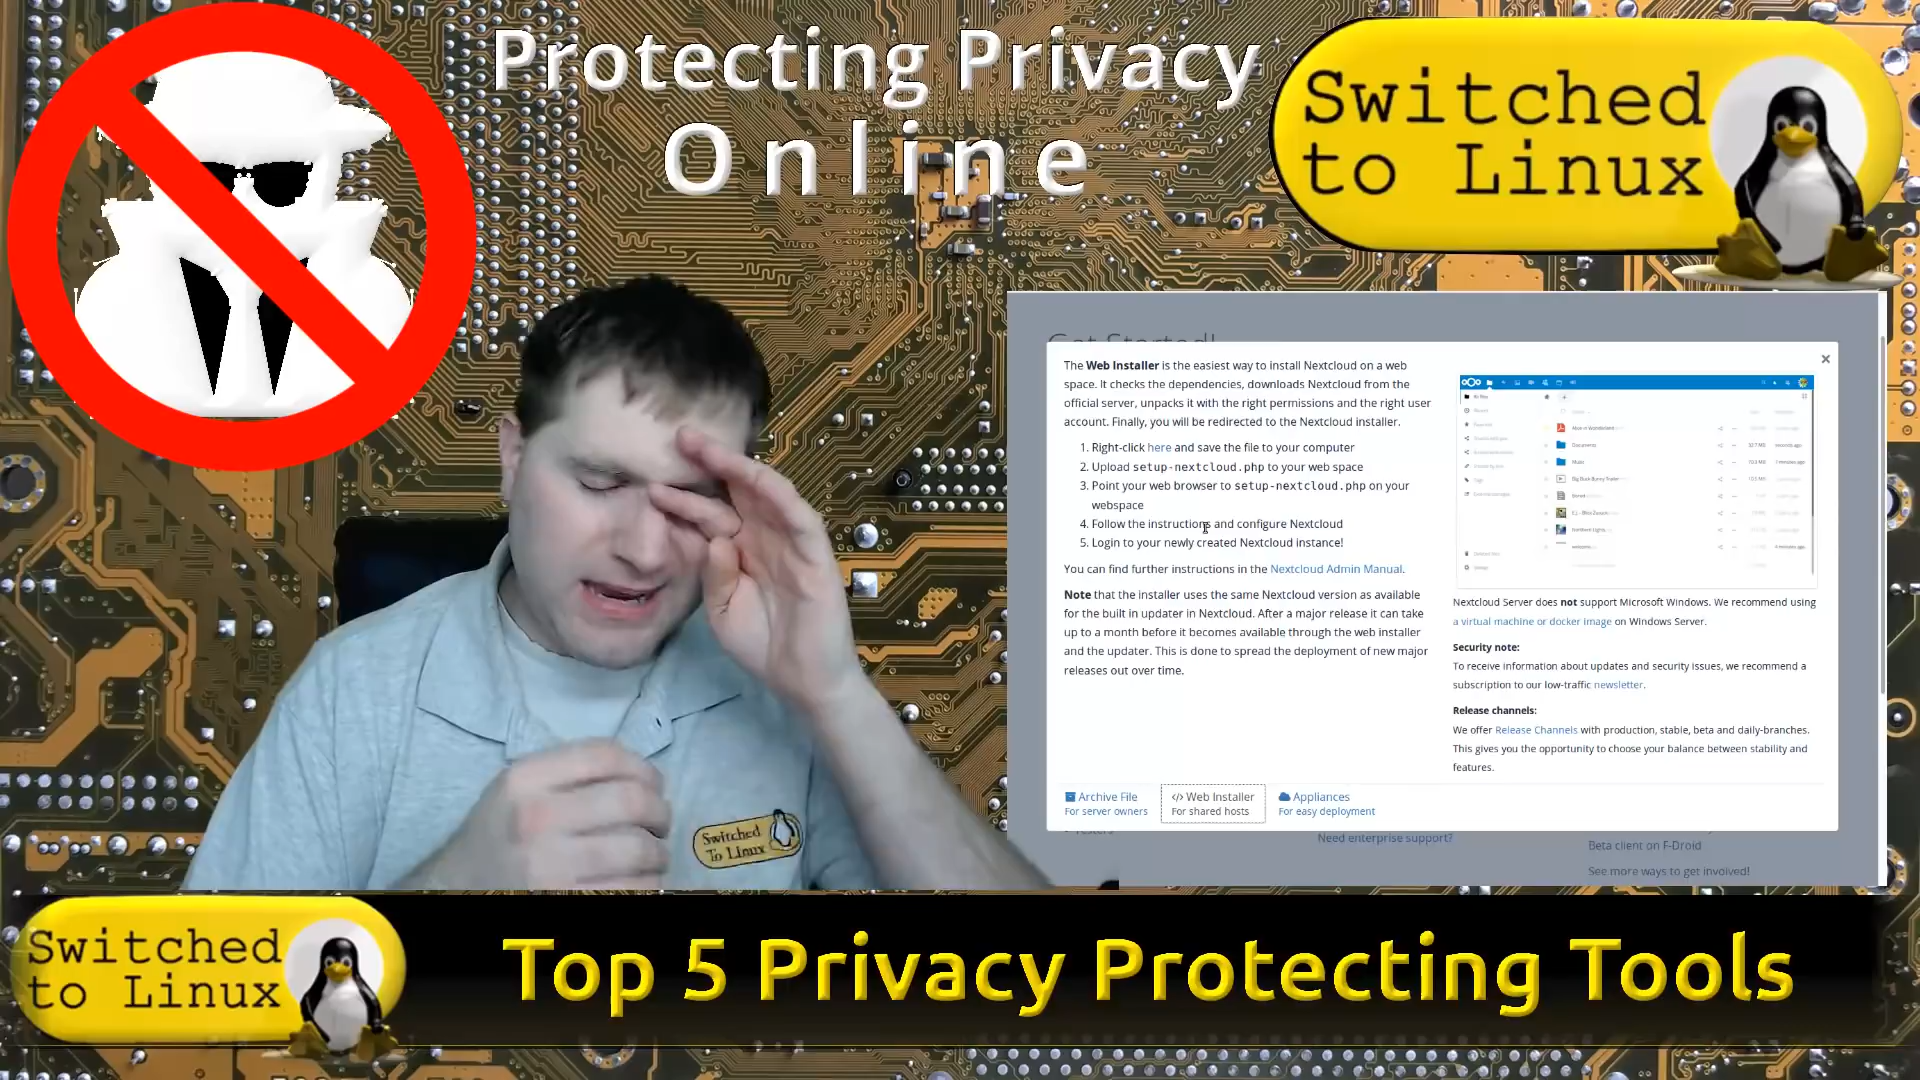 Protecting Privacy
Online
Switched
to Linux
Get Started!
The Web Installer is the easiest way to install Nextcloud on a web
space. It checks the dependencies, downloads Nextcloud from the
official server, unpacks it with the right permissions and the right user
account. Finally, you will be redirected to the Nextcloud installer.
1. Right-click here and save the file to your computer
2. Upload setup-nextcloud.php to your web space
3. Point your web browser to setup-nextcloud.php on your
webspace
4. Follow the instructions and configure Nextcloud
5. Login to your newly created Nextcloud instance!
You can find further instructions in the Nextcloud Admin Manual.
Note that the installer uses the same Nextcloud version as available
for the built in updater in Nextcloud. After a major release it can take
up to a month before it becomes available through the web installer
and the updater. This is done to spread the deployment of new major
releases out over time.
Documents
Music
Nextcloud Server does not support Microsoft Windows. We recommend using
a virtual machine or docker image on Windows Server.
Security note:
To receive information about updates and security issues, we recommend a
subscription to our low-traffic newsletter.
Release channels:
We offer Release Channels with production, stable, beta and daily-branches.
This gives you the opportunity to choose your balance between stability and
features.
Archive File
For server owners
</> Web Installer
For shared hosts
Appliances
For easy deployment
Need enterprise support?
Beta client on F-Droid
See more ways to get involved!
Switched
To Linux
Switched
to Linux
Top 5 Privacy Protecting Tools